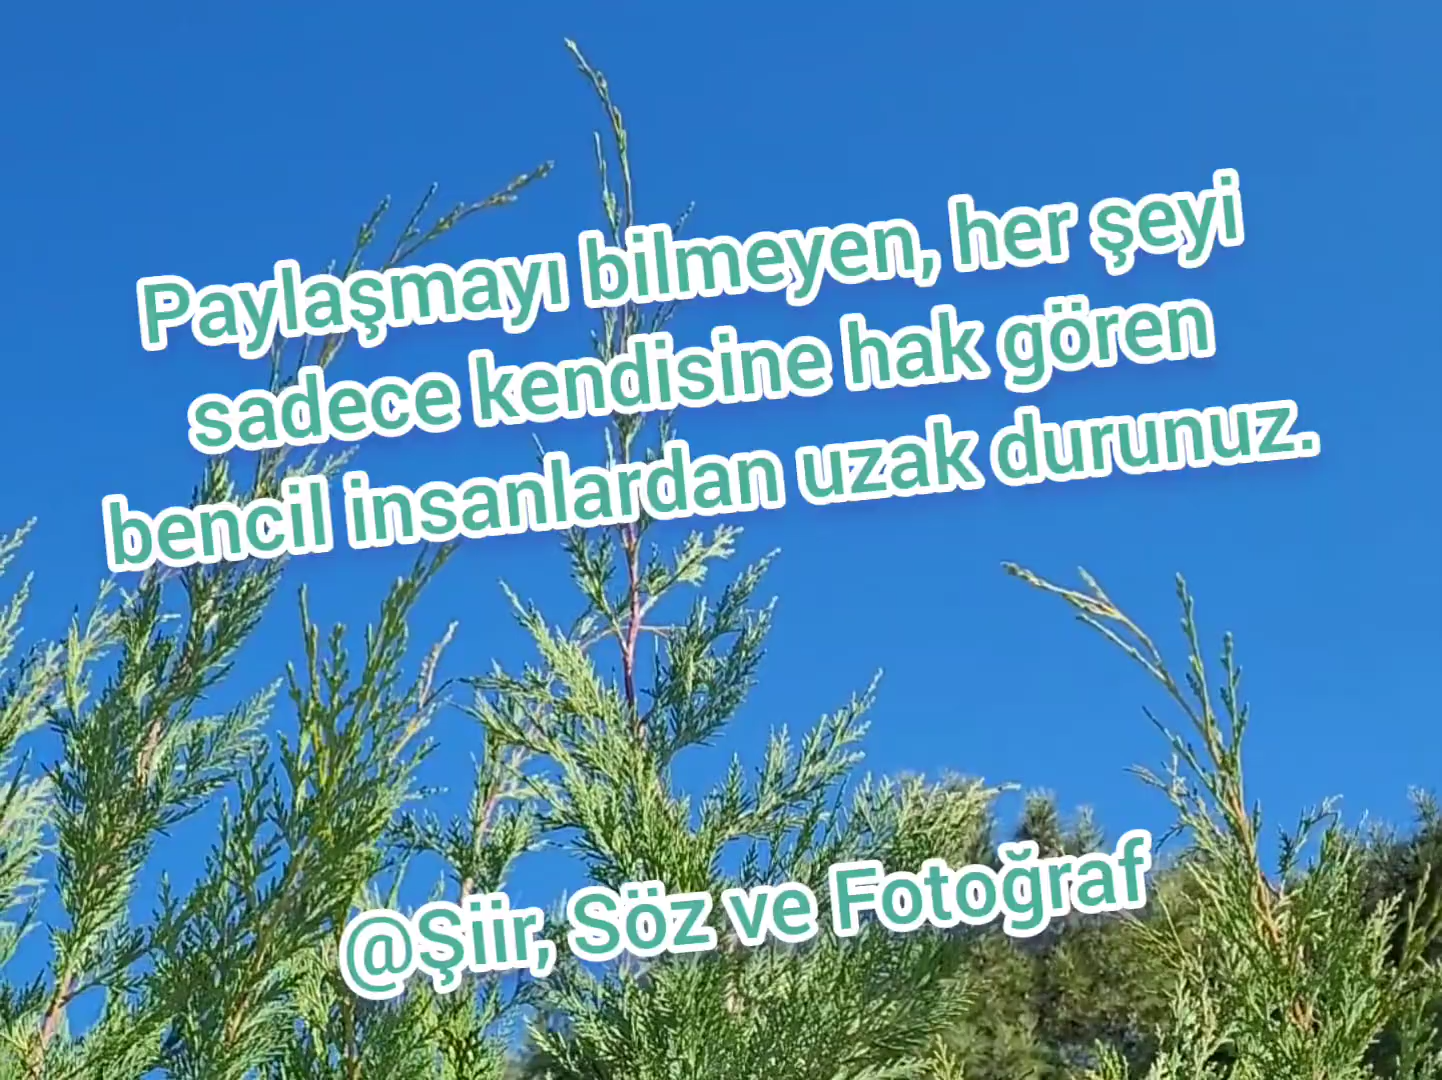 Paylaşmayı bilmeyen, her şeyi
sadece kendisine hak gören
bencil insanlardan uzak durunuz.
@Şiir, Söz ve Fotoğraf